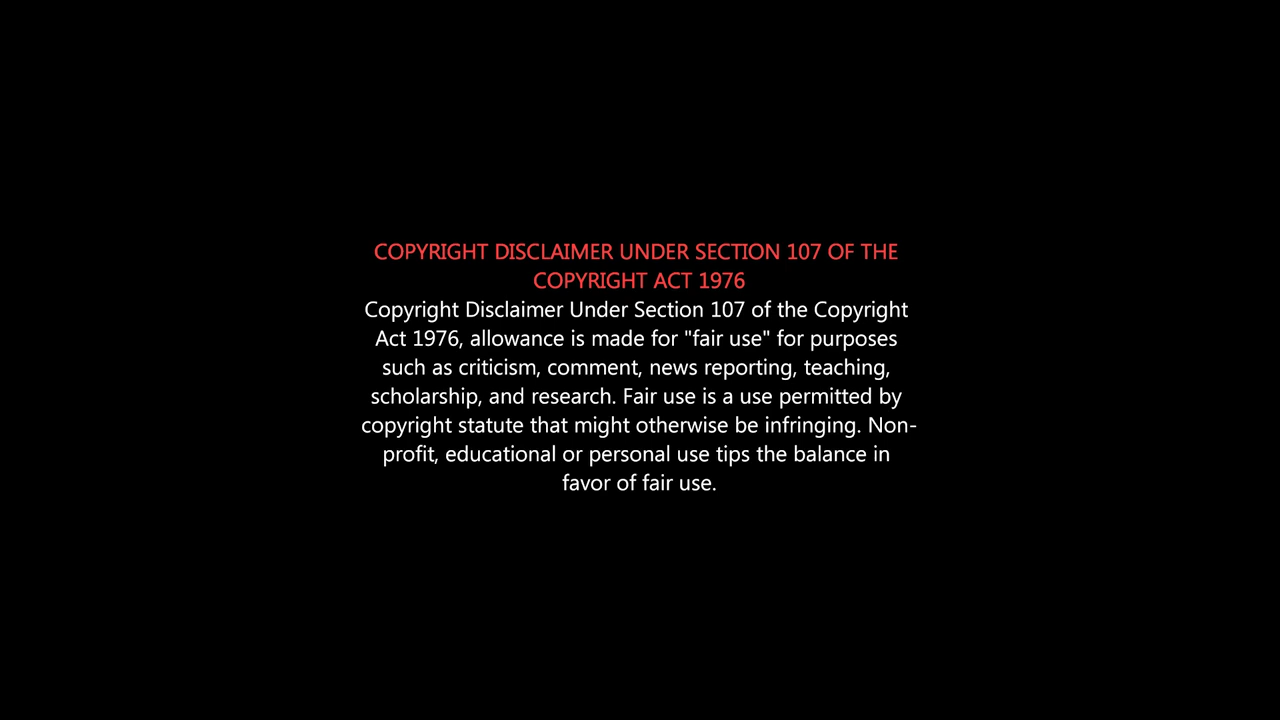 COPYRIGHT DISCLAIMER UNDER SECTION 107 OF THE
COPYRIGHT ACT 1976
Copyright Disclaimer Under Section 107 of the Copyright
Act 1976, allowance is made for "fair use" for purposes
such as criticism, comment, news reporting, teaching,
scholarship, and research. Fair use is a use permitted by
copyright statute that might otherwise be infringing. Non-
profit, educational or personal use tips the balance in
favor of fair use.